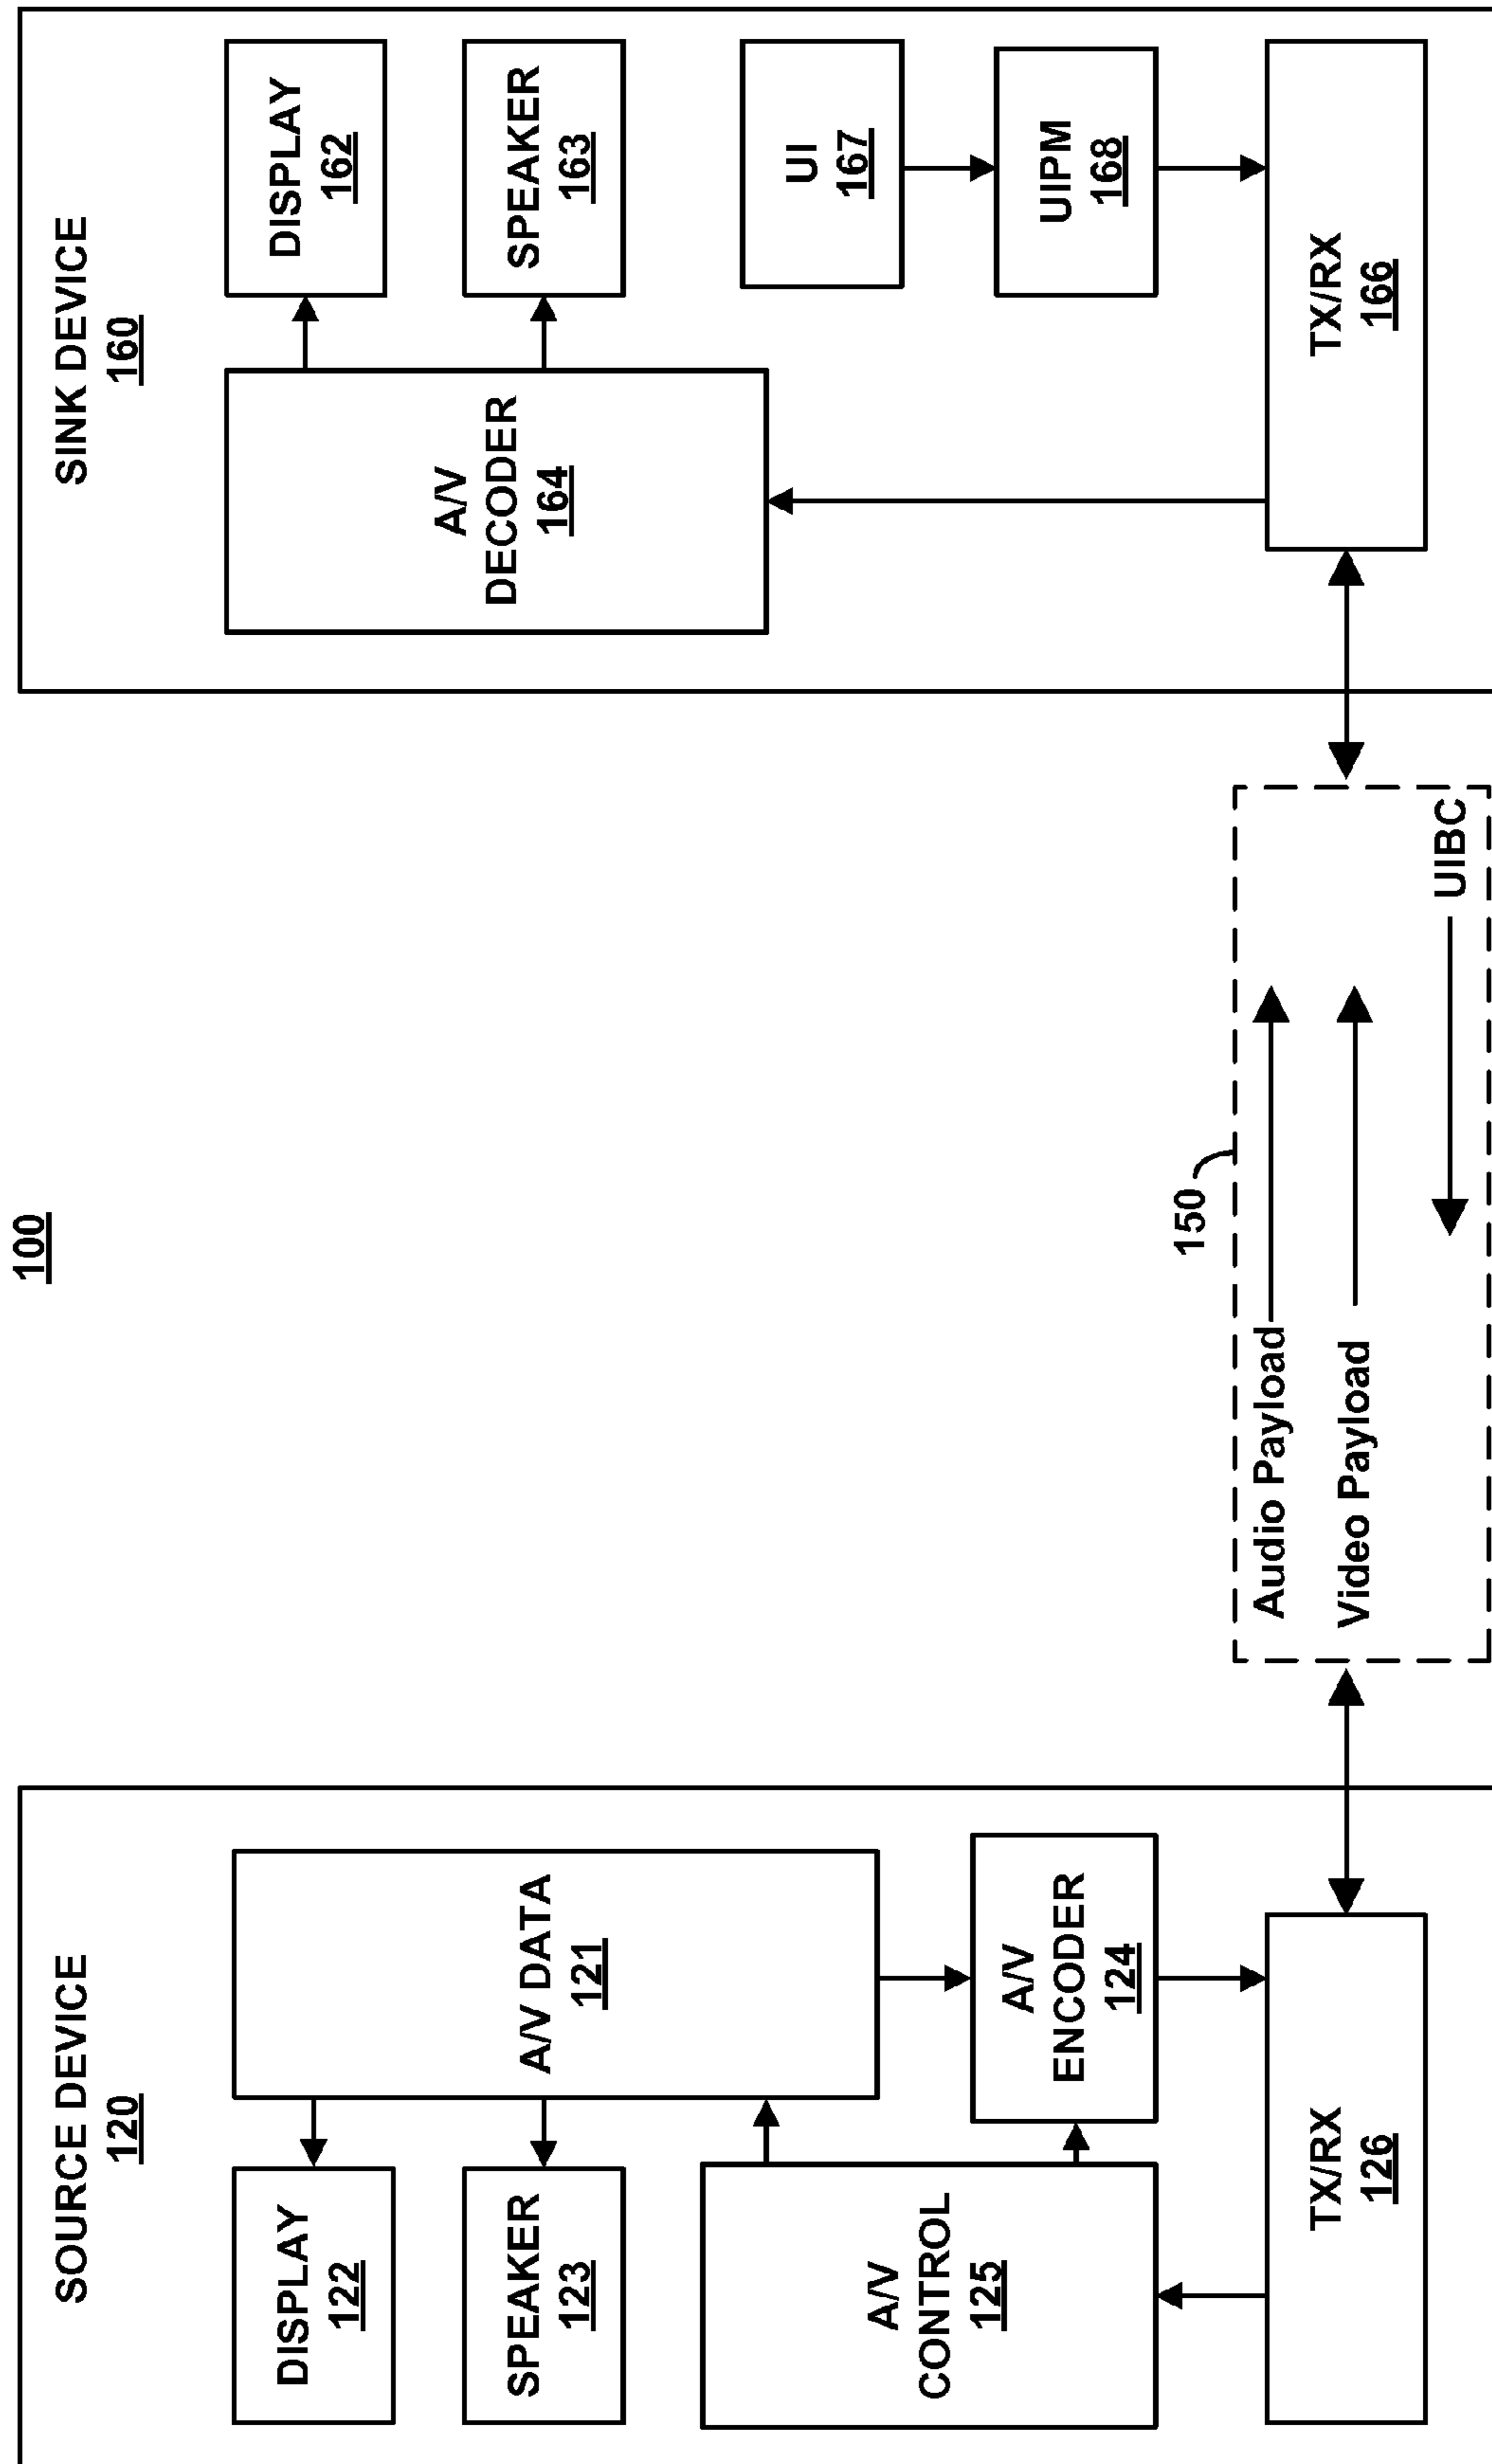 100
SOURCE DEVICE
120
DISPLAY
122
SPEAKER
123
A/V DATA
121
A/V
CONTROL
125
A/V
ENCODER
124
TX/RX
126
150
Audio Payload
Video Payload
UIBC
SINK DEVICE
160
A/V
DECODER
164
DISPLAY
162
SPEAKER
163
UI
167
UIPM
168
TX/RX
166